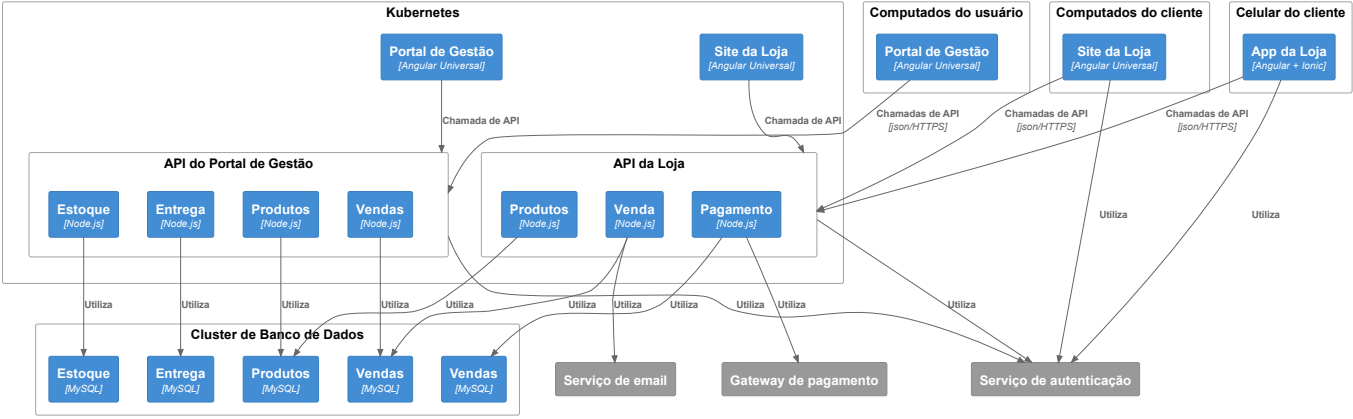 Kubernetes
Computados do usuário
Computados do cliente
Celular do cliente
Portal de Gestão
[Angular Universal]
Site da Loja
[Angular Universal]
Portal de Gestão
[Angular Universal]
Site da Loja
[Angular Universal]
App da Loja
[Angular + Ionic]
Chamada de API
Chamada de API
Chamadas de API
[json/HTTPS]
Chamadas de API
[json/HTTPS]
Chamadas de API
[json/HTTPS]
API do Portal de Gestão
API da Loja
Estoque
[Node.js]
Entrega
[Node.js]
Produtos
[Node.js]
Vendas
[Node.js]
Produtos
[Node.js]
Venda
[Node.js]
Pagamento
[Node.js]
Utiliza
Utiliza
Utiliza
Utiliza
Utiliza
Utiliza
Utiliza
Utiliza
Utiliza
Utiliza
Utiliza
Utiliza
Utiliza
Cluster de Banco de Dados
Estoque
[MySQL]
Entrega
[MySQL]
Produtos
[MySQL]
Vendas
[MySQL]
Vendas
[MySQL]
Serviço de email
Gateway de pagamento
Serviço de autenticação